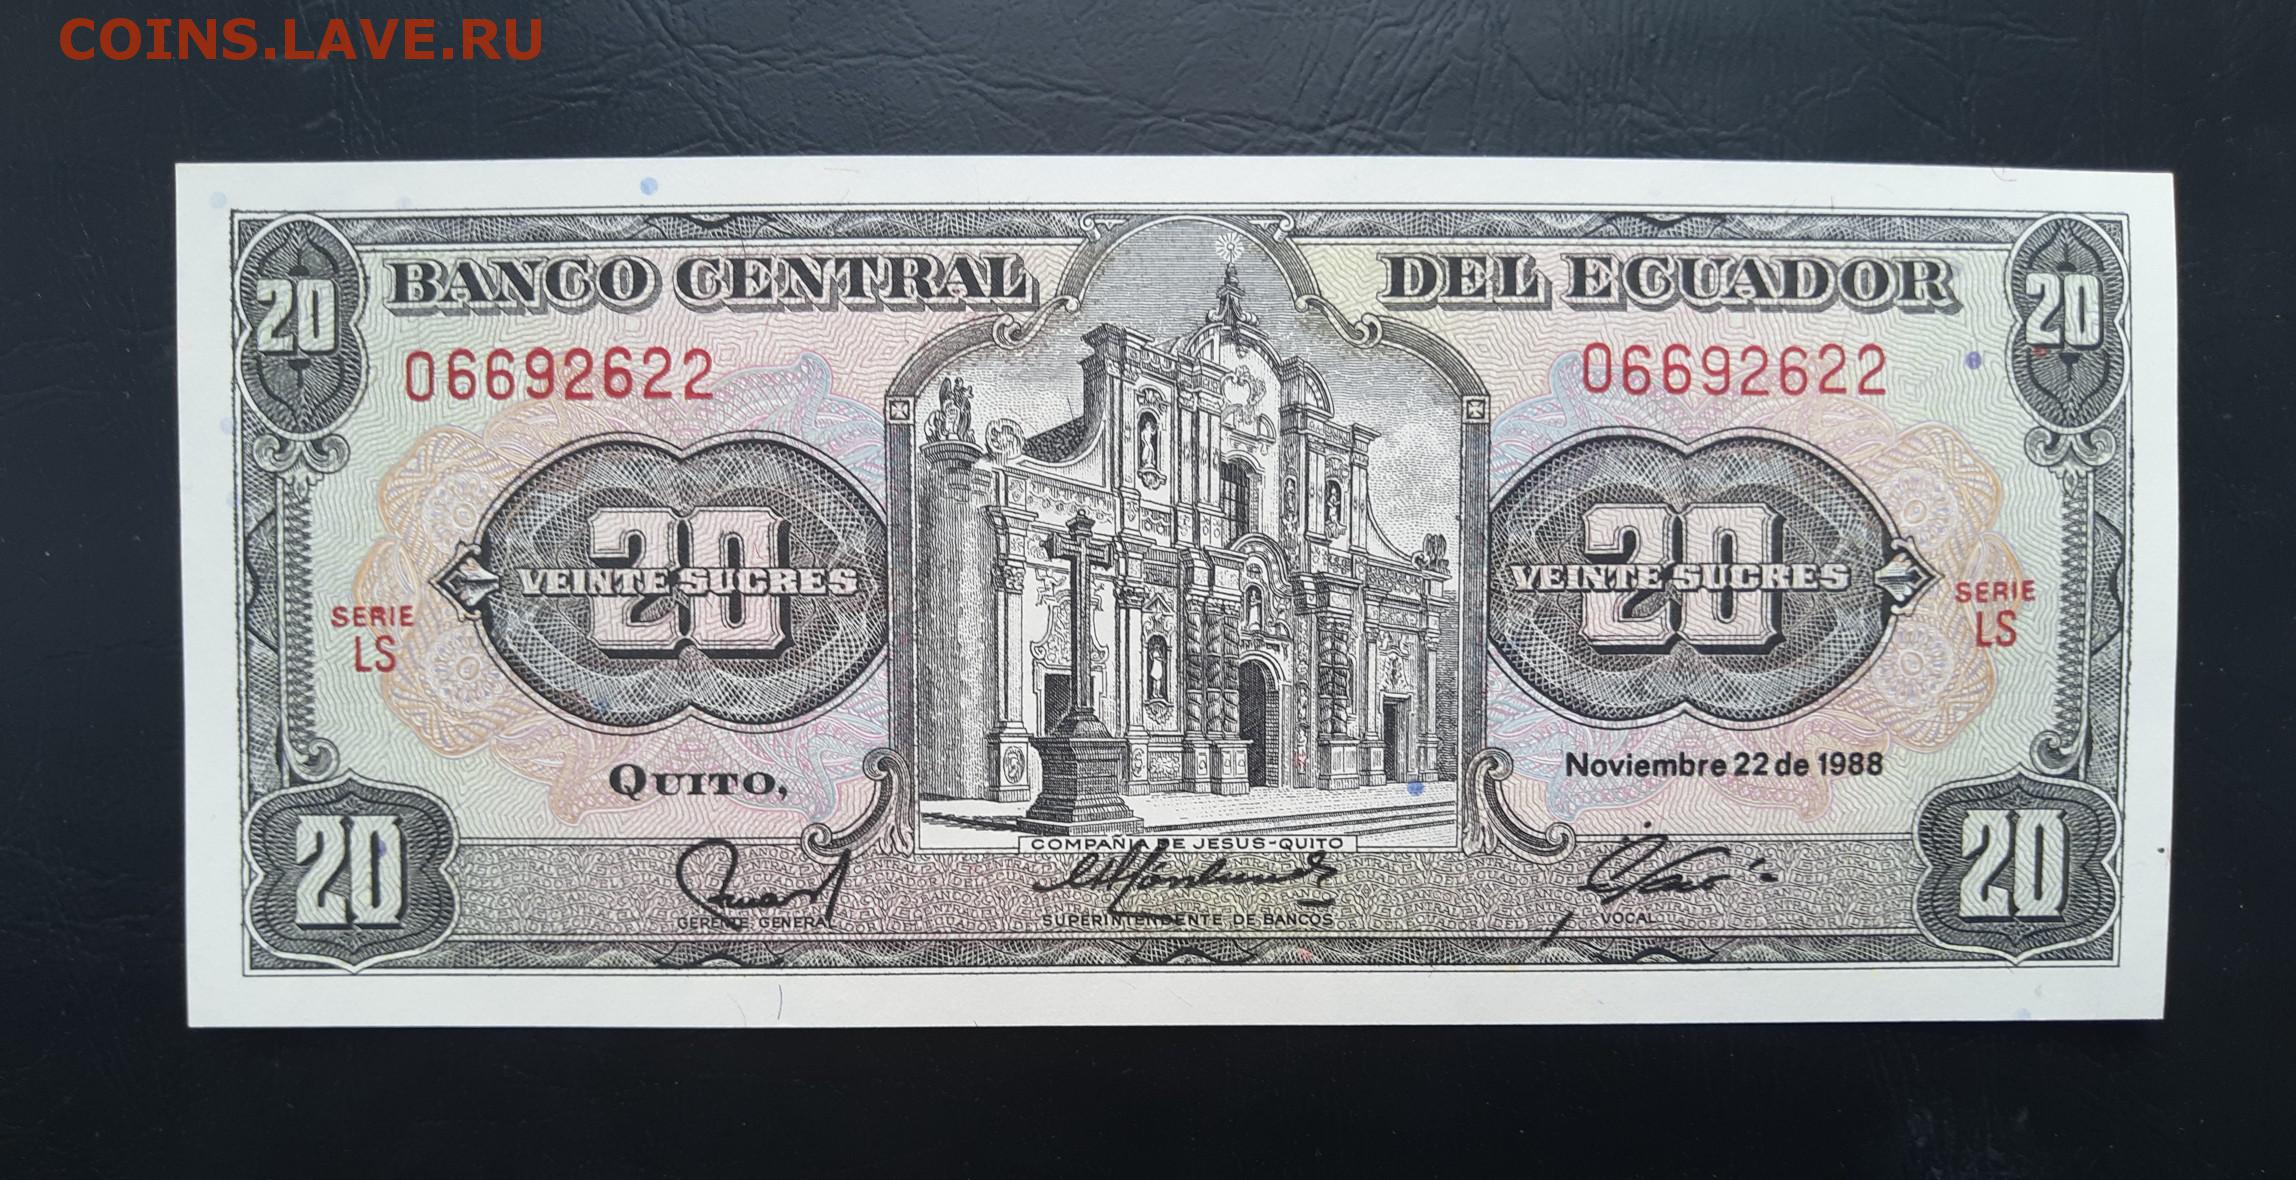 COINS.LAVE.RU
BANCO CENTRAL DEL ECUADOR
20 20
06692622 06692622
20 20
VEINTE SUCRES VEINTE SUCRES
SERIE SERIE
LS LS
QUITO, Noviembre 22 de 1988
20 20
COMPAÑIA DE JESUS-QUITO
GERENTE GENERAL SUPERINTENDENTE DE BANCOS VOCAL